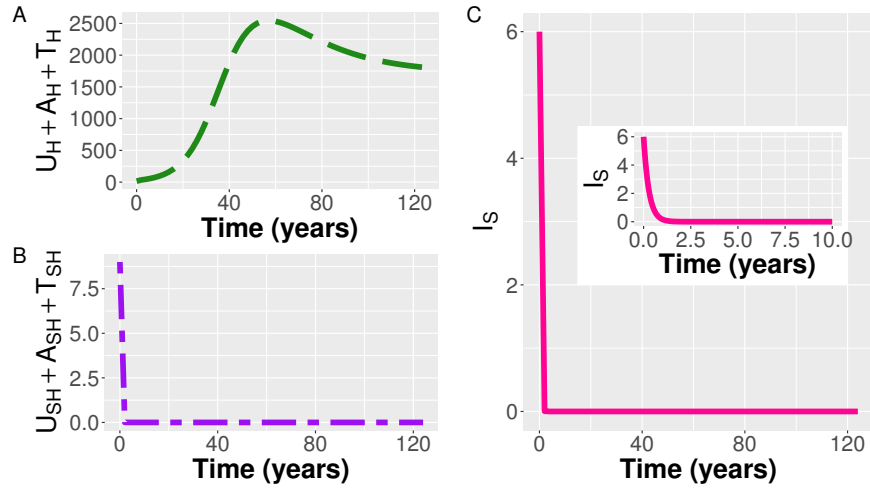 A
U_H + A_H + T_H
2500
2000
1500
1000
500
0
0 40 80 120
Time (years)
B
U_SH + A_SH + T_SH
7.5
5.0
2.5
0.0
0 40 80 120
Time (years)
C
I_S
6
4
2
0
0 40 80 120
Time (years)
I_S
6
4
2
0
0.0 2.5 5.0 7.5 10.0
Time (years)